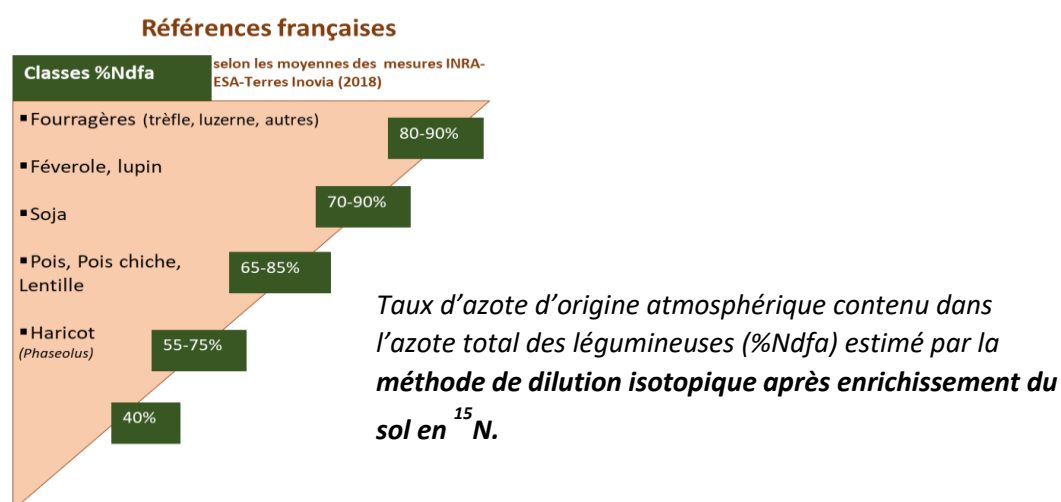 Références françaises
Classes %Ndfa
selon les moyennes des mesures INRA-
ESA-Terres Inovia (2018)
▪Fourragères (trèfle, luzerne, autres)
80-90%
▪Féverole, lupin
70-90%
▪Soja
▪Pois, Pois chiche,
Lentille
65-85%
▪Haricot
(Phaseolus)
55-75%
40%
Taux d’azote d’origine atmosphérique contenu dans
l’azote total des légumineuses (%Ndfa) estimé par la
méthode de dilution isotopique après enrichissement du
sol en ¹⁵N.